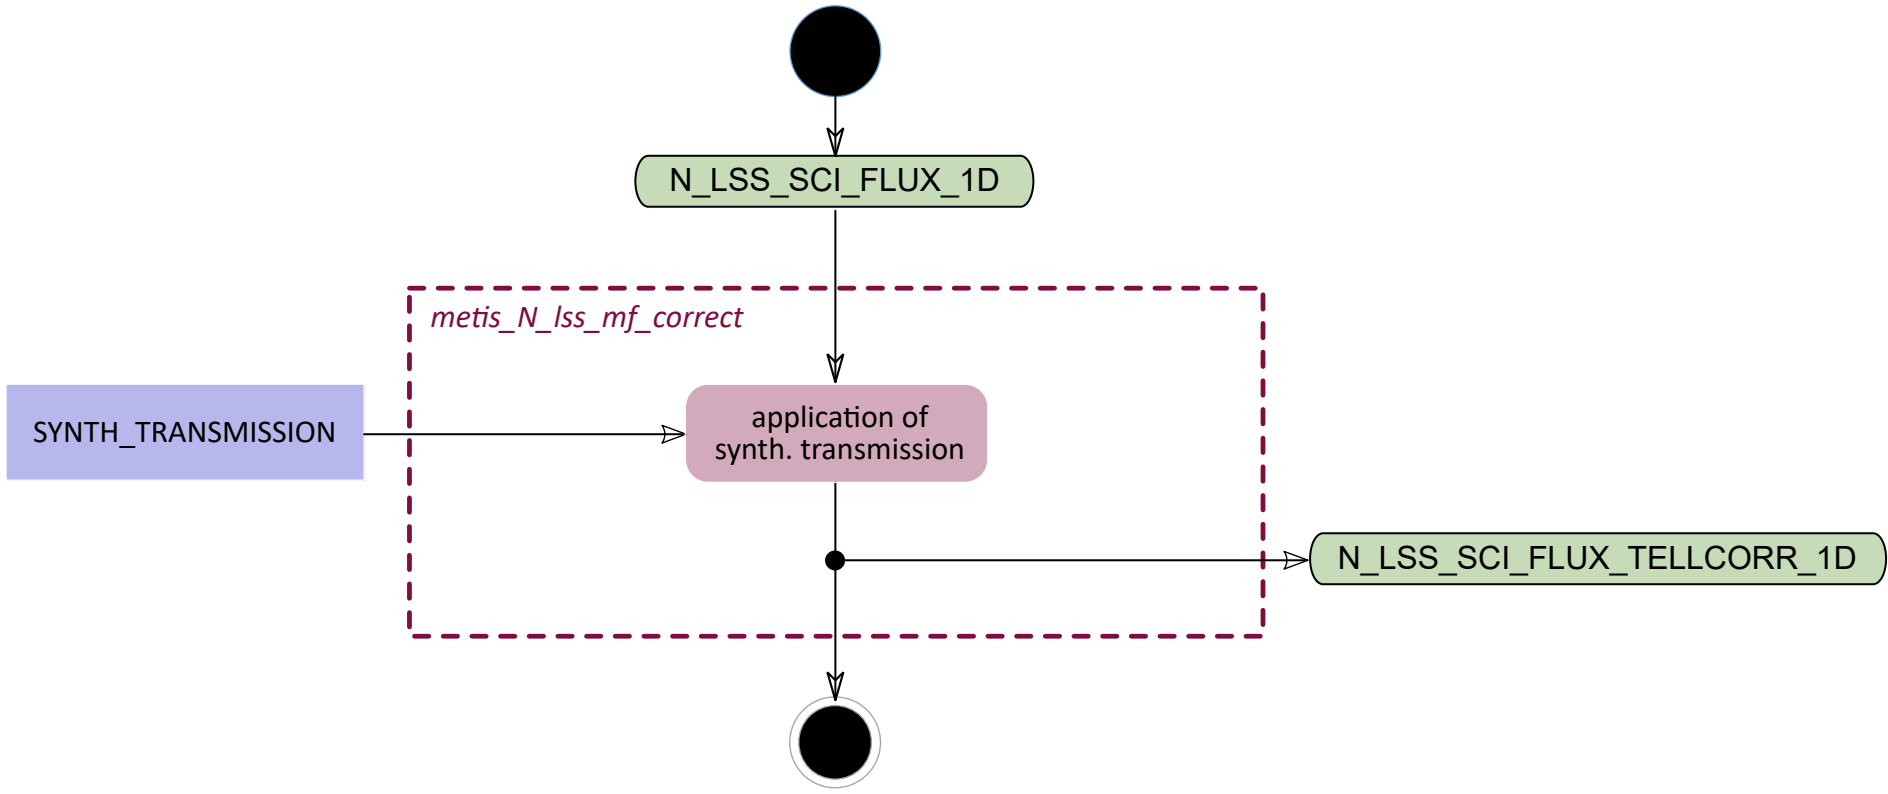 N_LSS_SCI_FLUX_1D
metis_N_lss_mf_correct
SYNTH_TRANSMISSION
application of
synth. transmission
N_LSS_SCI_FLUX_TELLCORR_1D